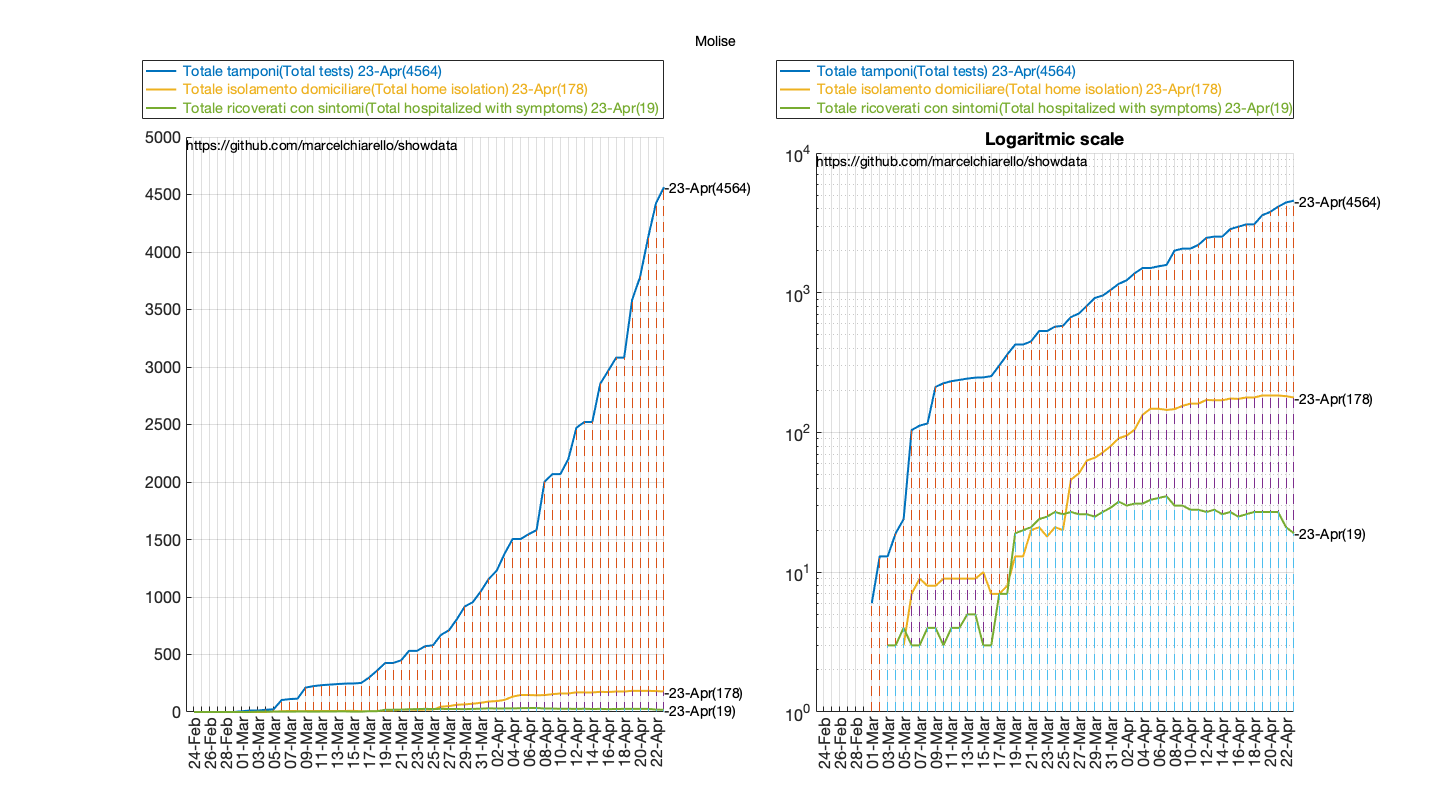 Molise
Totale tamponi(Total tests) 23-Apr(4564)
Totale isolamento domiciliare(Total home isolation) 23-Apr(178)
Totale ricoverati con sintomi(Total hospitalized with symptoms) 23-Apr(19)
5000
4500
4000
3500
3000
2500
2000
1500
1000
500
0
https://github.com/marcelchiarello/showdata
-23-Apr(4564)
-23-Apr(178)
-23-Apr(19)
24-Feb
26-Feb
28-Feb
01-Mar
03-Mar
05-Mar
07-Mar
09-Mar
11-Mar
13-Mar
15-Mar
17-Mar
19-Mar
21-Mar
23-Mar
25-Mar
27-Mar
29-Mar
31-Mar
02-Apr
04-Apr
06-Apr
08-Apr
10-Apr
12-Apr
14-Apr
16-Apr
18-Apr
20-Apr
22-Apr
Totale tamponi(Total tests) 23-Apr(4564)
Totale isolamento domiciliare(Total home isolation) 23-Apr(178)
Totale ricoverati con sintomi(Total hospitalized with symptoms) 23-Apr(19)
Logaritmic scale
10^4
10^3
10^2
10^1
10^0
https://github.com/marcelchiarello/showdata
-23-Apr(4564)
-23-Apr(178)
-23-Apr(19)
24-Feb
26-Feb
28-Feb
01-Mar
03-Mar
05-Mar
07-Mar
09-Mar
11-Mar
13-Mar
15-Mar
17-Mar
19-Mar
21-Mar
23-Mar
25-Mar
27-Mar
29-Mar
31-Mar
02-Apr
04-Apr
06-Apr
08-Apr
10-Apr
12-Apr
14-Apr
16-Apr
18-Apr
20-Apr
22-Apr